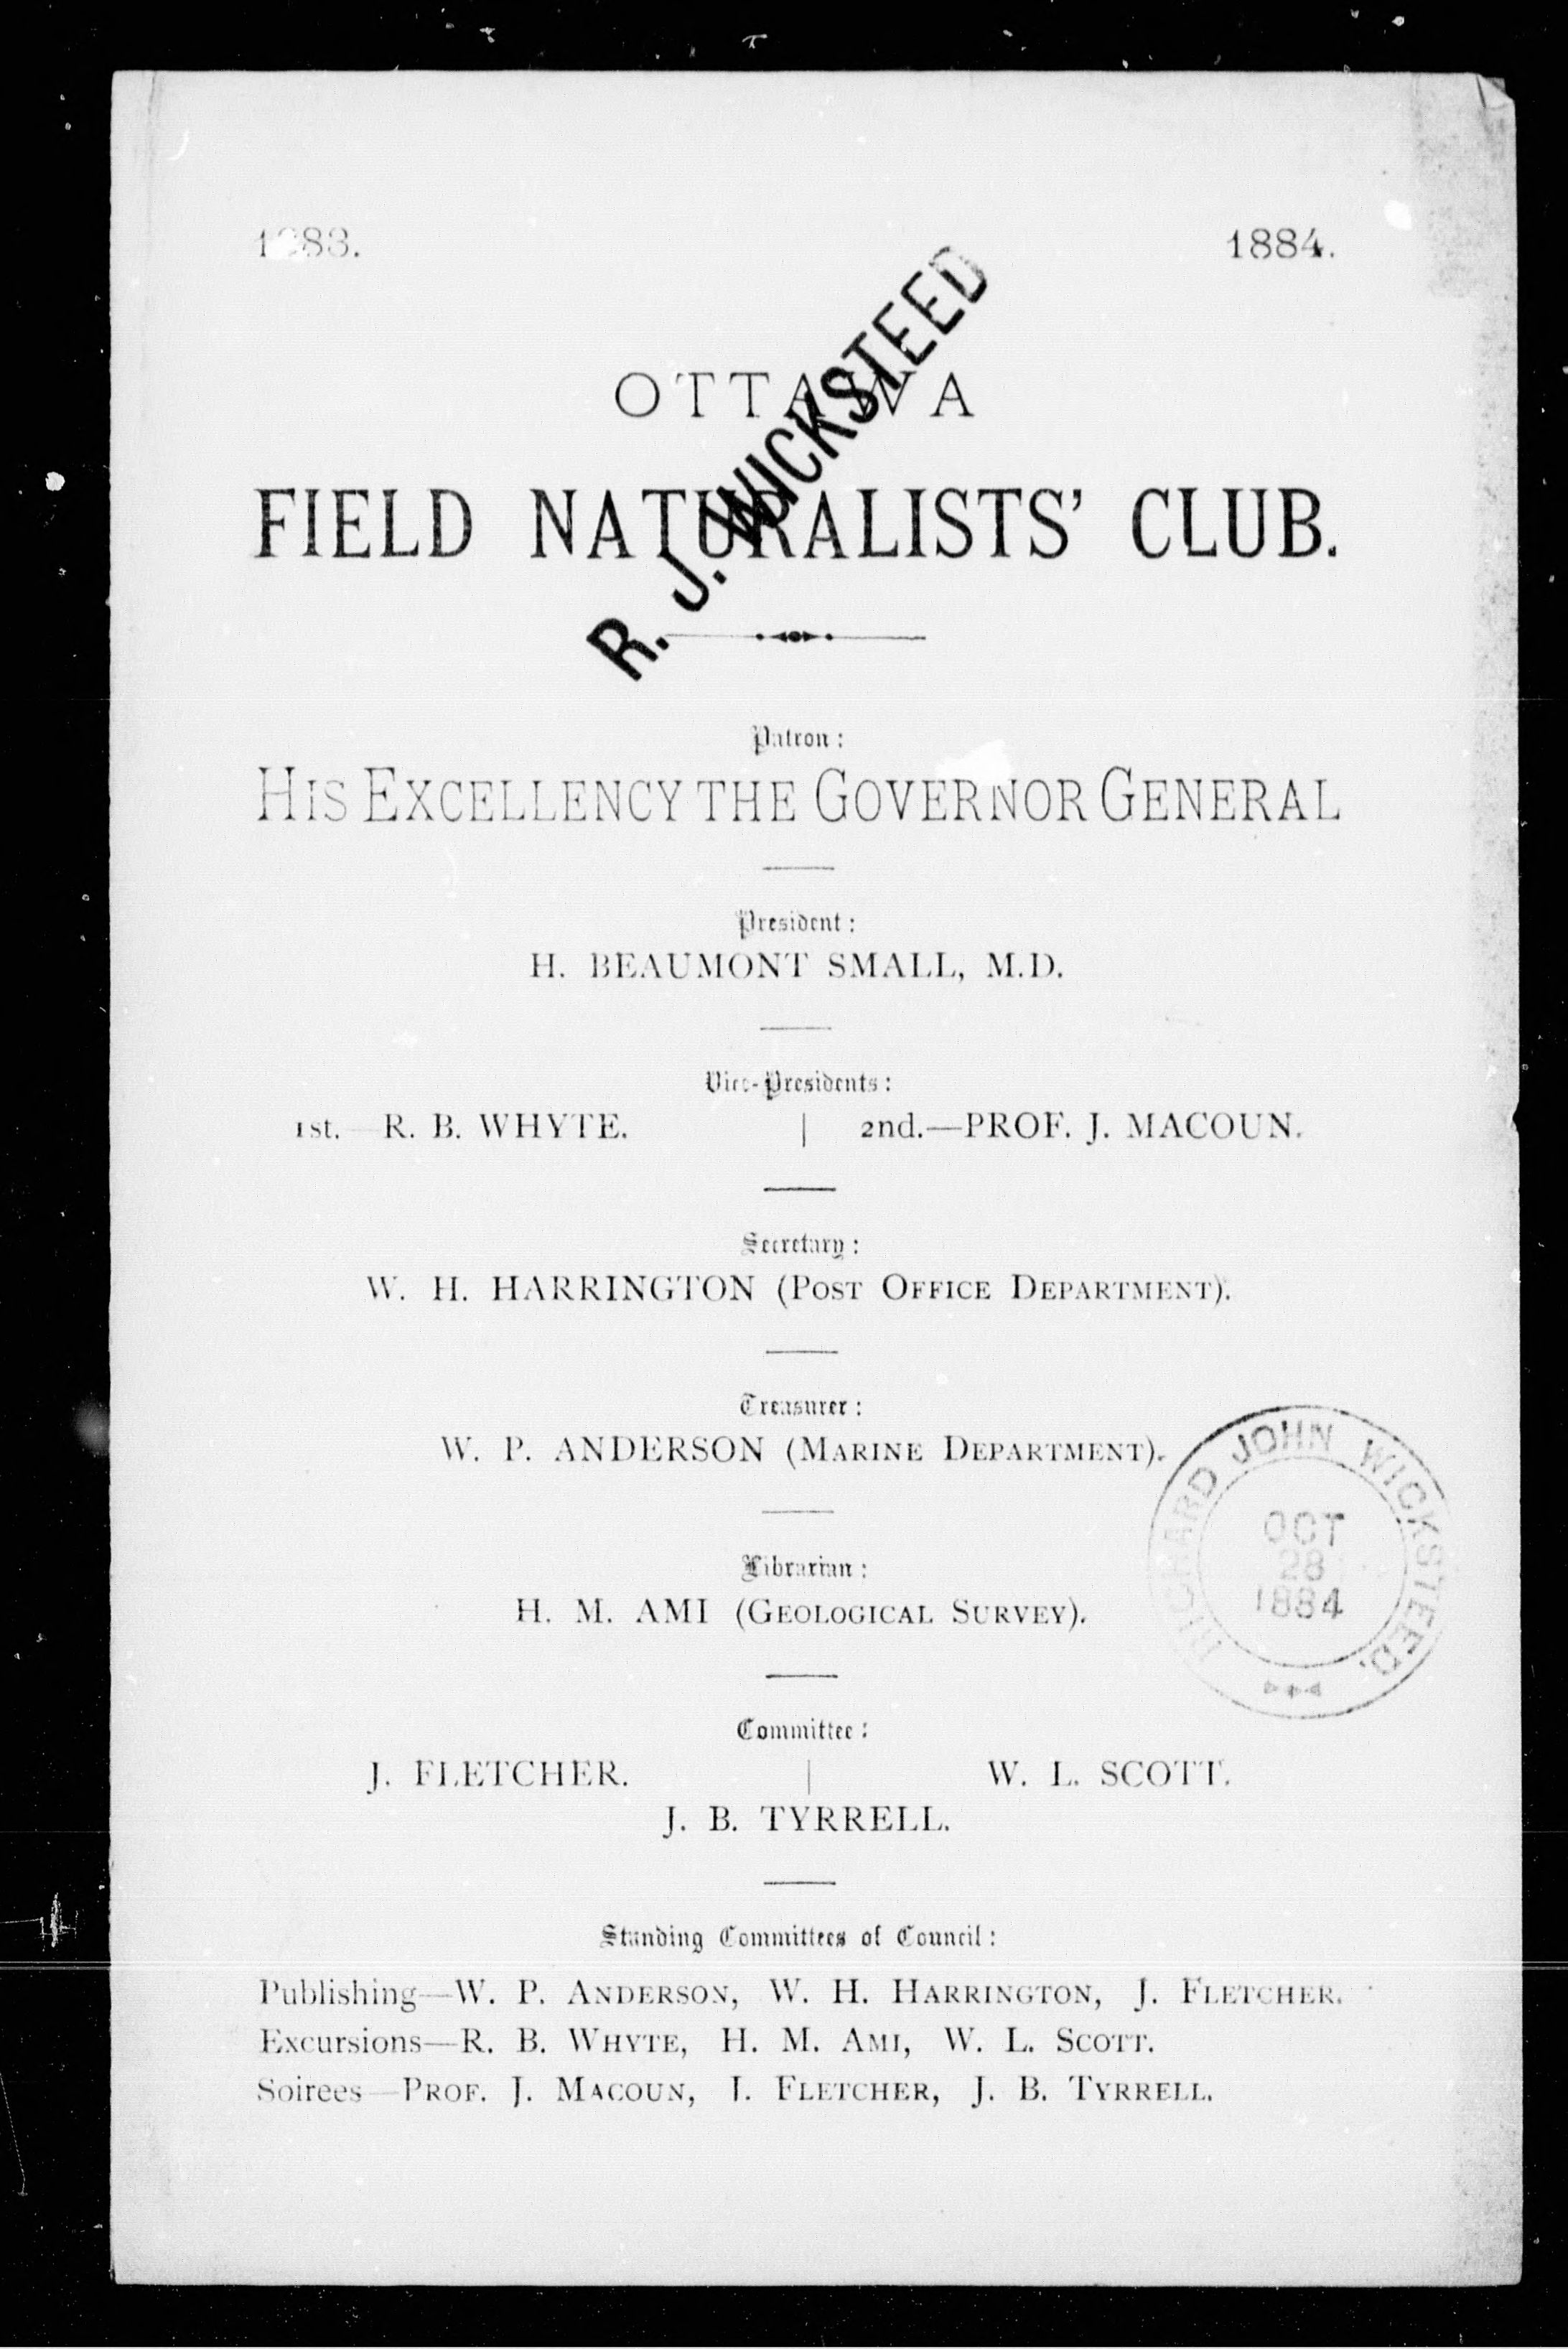 1883. 1884.
OTTAWA
FIELD NATURALISTS' CLUB.
R. J. WICKSTEED
Patron:
HIS EXCELLENCY THE GOVERNOR GENERAL
President:
H. BEAUMONT SMALL, M.D.
Vice-Presidents:
1st.—R. B. WHYTE. | 2nd.—PROF. J. MACOUN.
Secretary:
W. H. HARRINGTON (POST OFFICE DEPARTMENT).
Treasurer:
W. P. ANDERSON (MARINE DEPARTMENT).
RICHARD JOHN WICKSTEED.
OCT
28
1884
Librarian:
H. M. AMI (GEOLOGICAL SURVEY).
Committee:
J. FLETCHER. | W. L. SCOTT.
J. B. TYRRELL.
Standing Committees of Council:
Publishing—W. P. ANDERSON, W. H. HARRINGTON, J. FLETCHER.
Excursions—R. B. WHYTE, H. M. AMI, W. L. SCOTT.
Soirees—PROF. J. MACOUN, J. FLETCHER, J. B. TYRRELL.